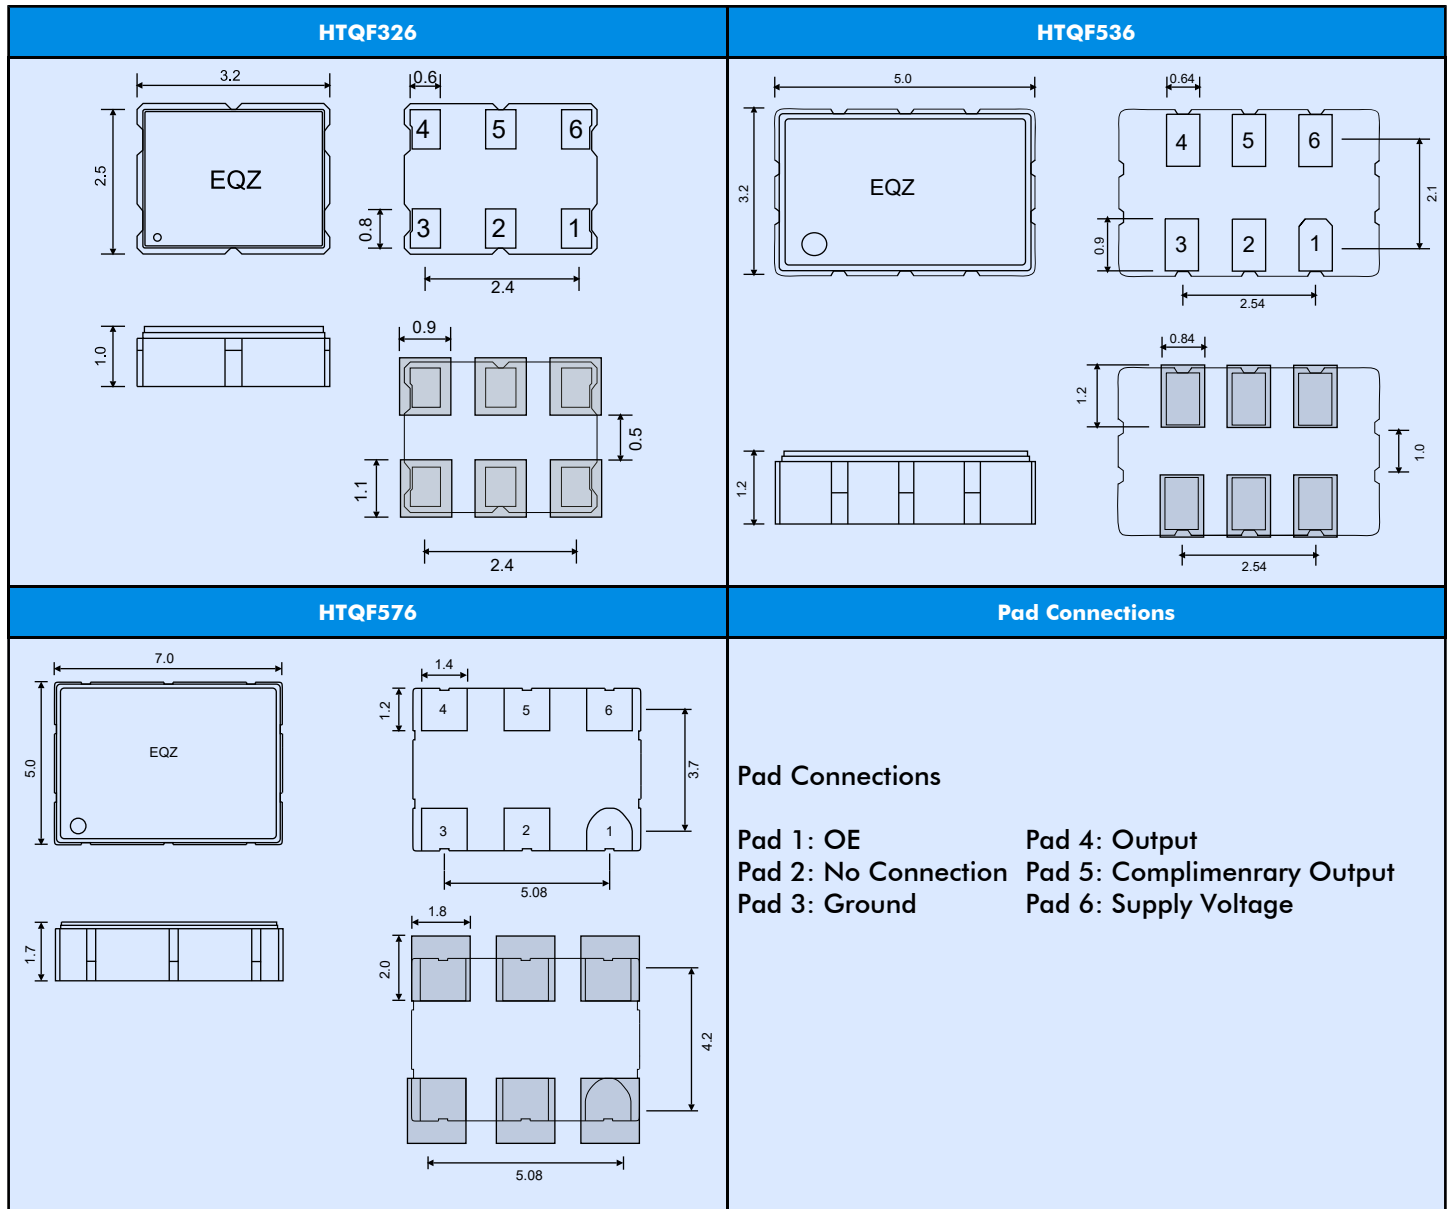 HTQF326
3.2
2.5
EQZ
0.6
4 5 6
3 2 1
0.8
2.4
1.0
0.9
0.5
1.1
2.4
HTQF536
5.0
3.2
EQZ
0.64
4 5 6
3 2 1
2.1
0.9
2.54
0.84
1.2
1.0
1.2
2.54
HTQF576
7.0
5.0
EQZ
1.4
1.2
4 5 6
3 2 1
3.7
5.08
1.7
1.8
2.0
4.2
5.08
Pad Connections
Pad Connections
Pad 1: OE Pad 4: Output
Pad 2: No Connection Pad 5: Complimenrary Output
Pad 3: Ground Pad 6: Supply Voltage